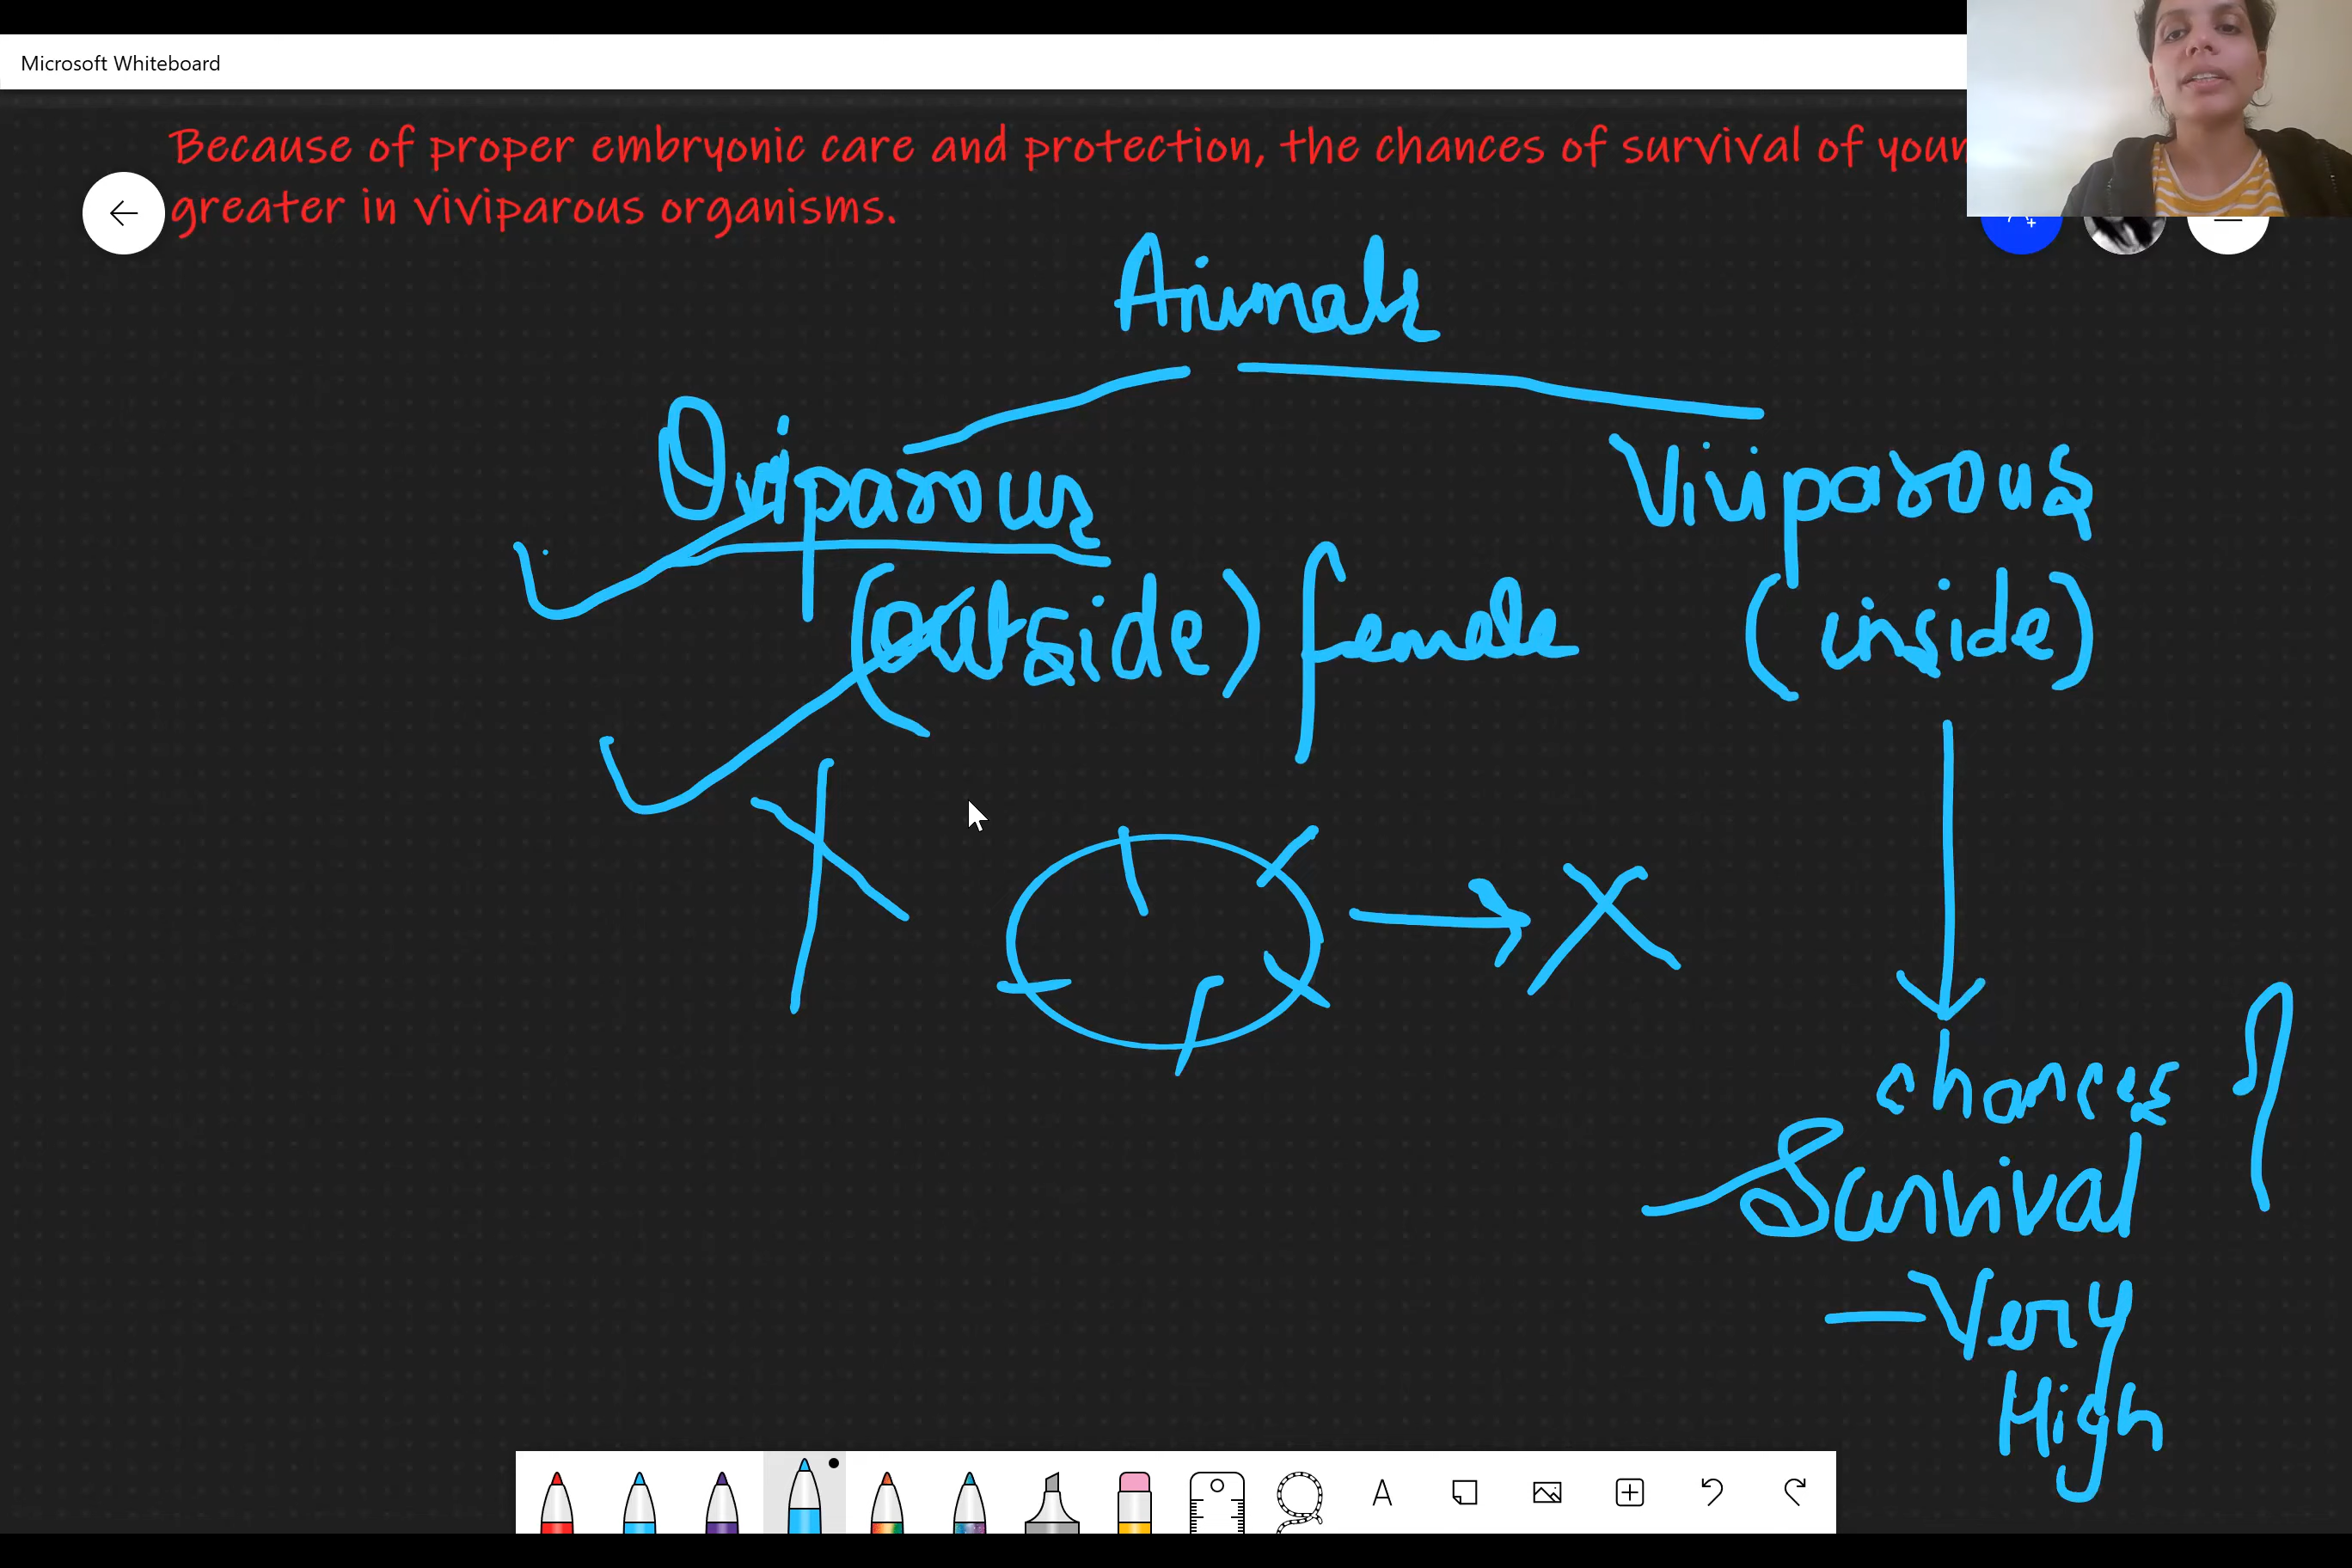 Microsoft Whiteboard
Because of proper embryonic care and protection, the chances of survival of
greater in viviparous organisms.
Animals
Oviparous Viviparous
(outside) female (inside)
chances
Survival
– Very
High